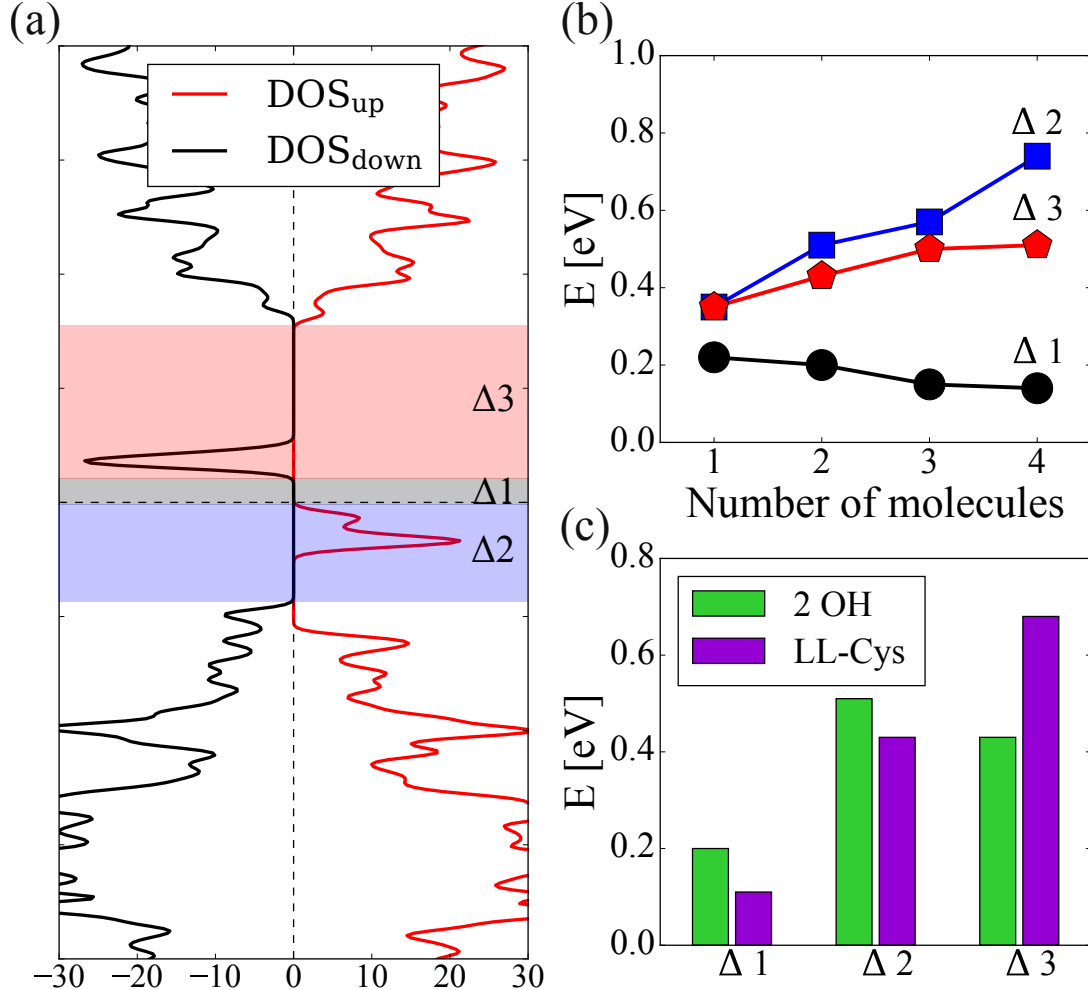 (a)
DOSup
DOSdown
Δ3
Δ1
Δ2
−30 −20 −10 0 10 20 30
(b)
1.0
0.8
0.6
0.4
0.2
0.0
E [eV]
Δ 2
Δ 3
Δ 1
1 2 3 4
Number of molecules
(c)
0.8
0.6
0.4
0.2
0.0
E [eV]
2 OH
LL-Cys
Δ 1 Δ 2 Δ 3